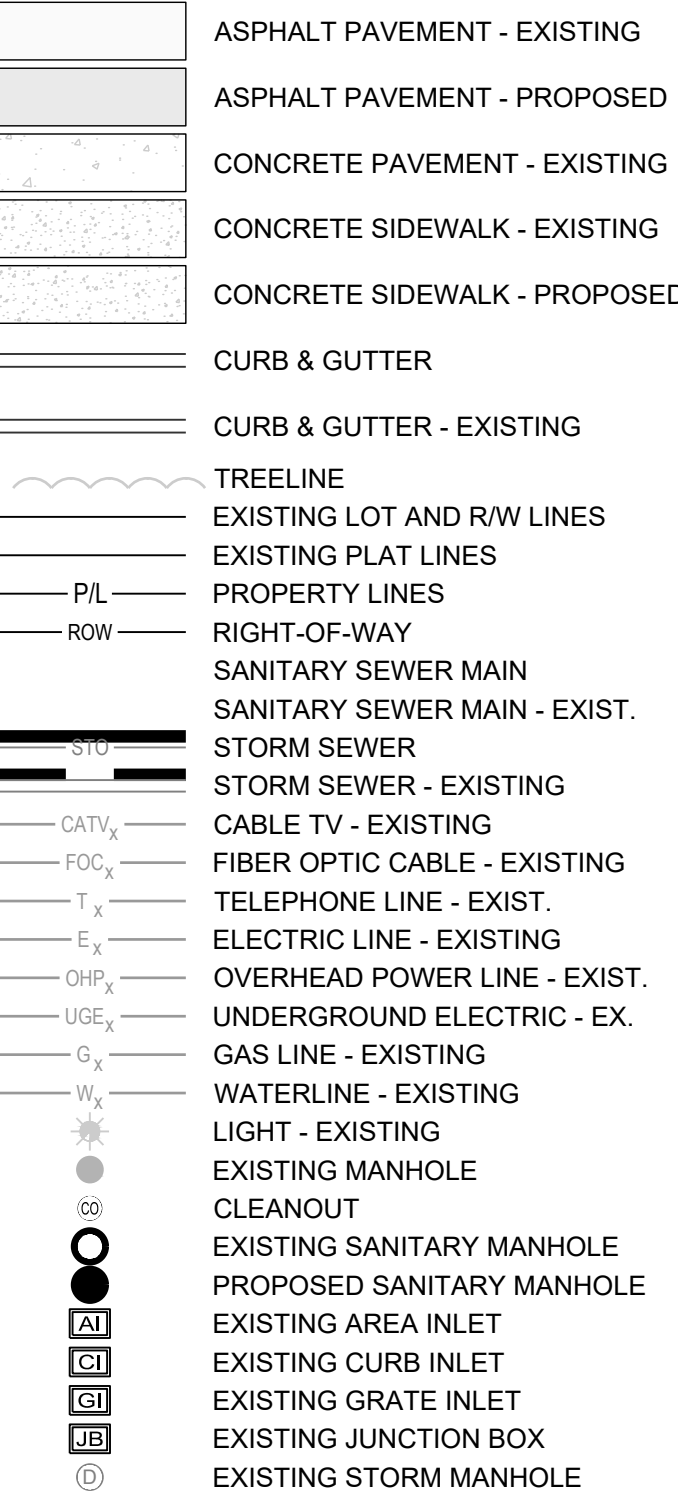 ASPHALT PAVEMENT - EXISTING
ASPHALT PAVEMENT - PROPOSED
CONCRETE PAVEMENT - EXISTING
CONCRETE SIDEWALK - EXISTING
CONCRETE SIDEWALK - PROPOSED
CURB & GUTTER
CURB & GUTTER - EXISTING
TREELINE
EXISTING LOT AND R/W LINES
EXISTING PLAT LINES
P/L PROPERTY LINES
ROW RIGHT-OF-WAY
SANITARY SEWER MAIN
SANITARY SEWER MAIN - EXIST.
STO STORM SEWER
STORM SEWER - EXISTING
CATVX CABLE TV - EXISTING
FOCX FIBER OPTIC CABLE - EXISTING
T X TELEPHONE LINE - EXIST.
E X ELECTRIC LINE - EXISTING
OHPX OVERHEAD POWER LINE - EXIST.
UGEX UNDERGROUND ELECTRIC - EX.
G X GAS LINE - EXISTING
WX WATERLINE - EXISTING
LIGHT - EXISTING
EXISTING MANHOLE
CO CLEANOUT
EXISTING SANITARY MANHOLE
PROPOSED SANITARY MANHOLE
AI EXISTING AREA INLET
CI EXISTING CURB INLET
GI EXISTING GRATE INLET
JB EXISTING JUNCTION BOX
D EXISTING STORM MANHOLE